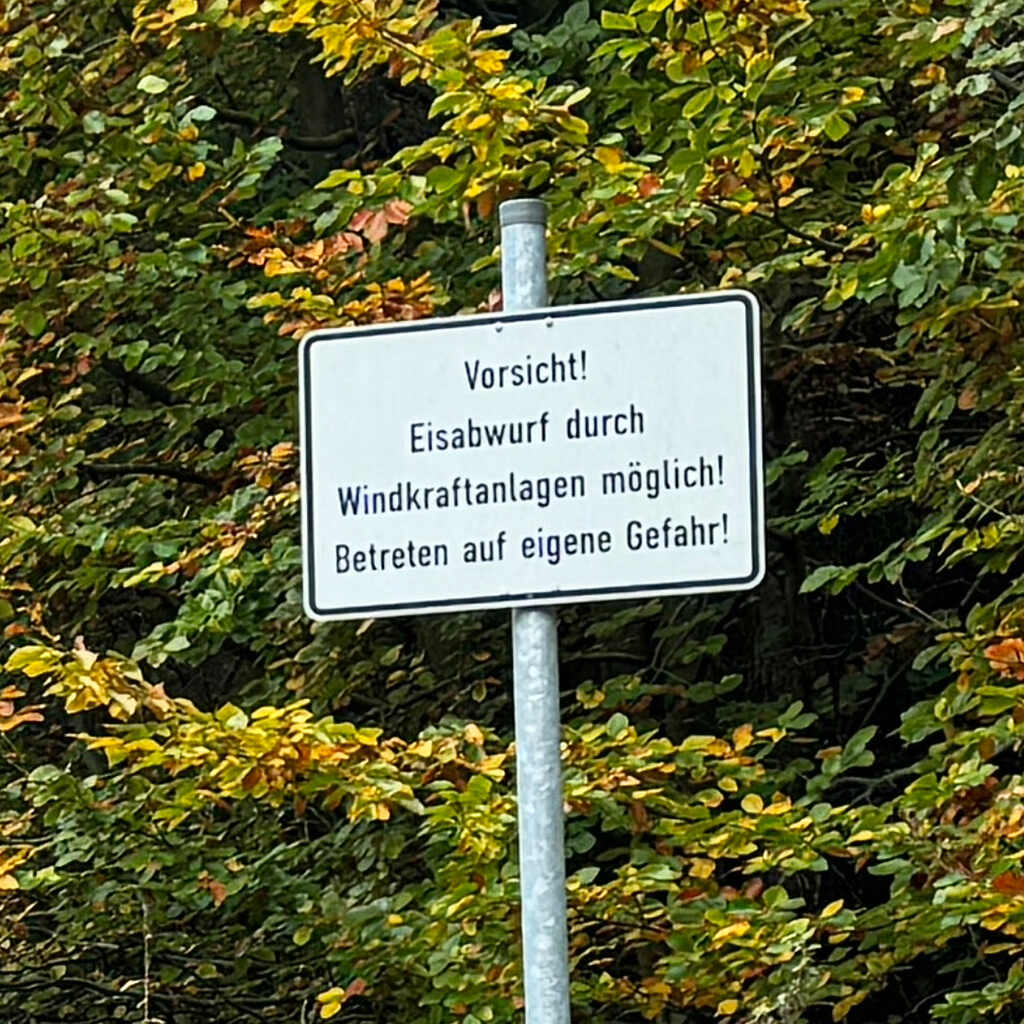 Vorsicht!
Eisabwurf durch
Windkraftanlagen möglich!
Betreten auf eigene Gefahr!